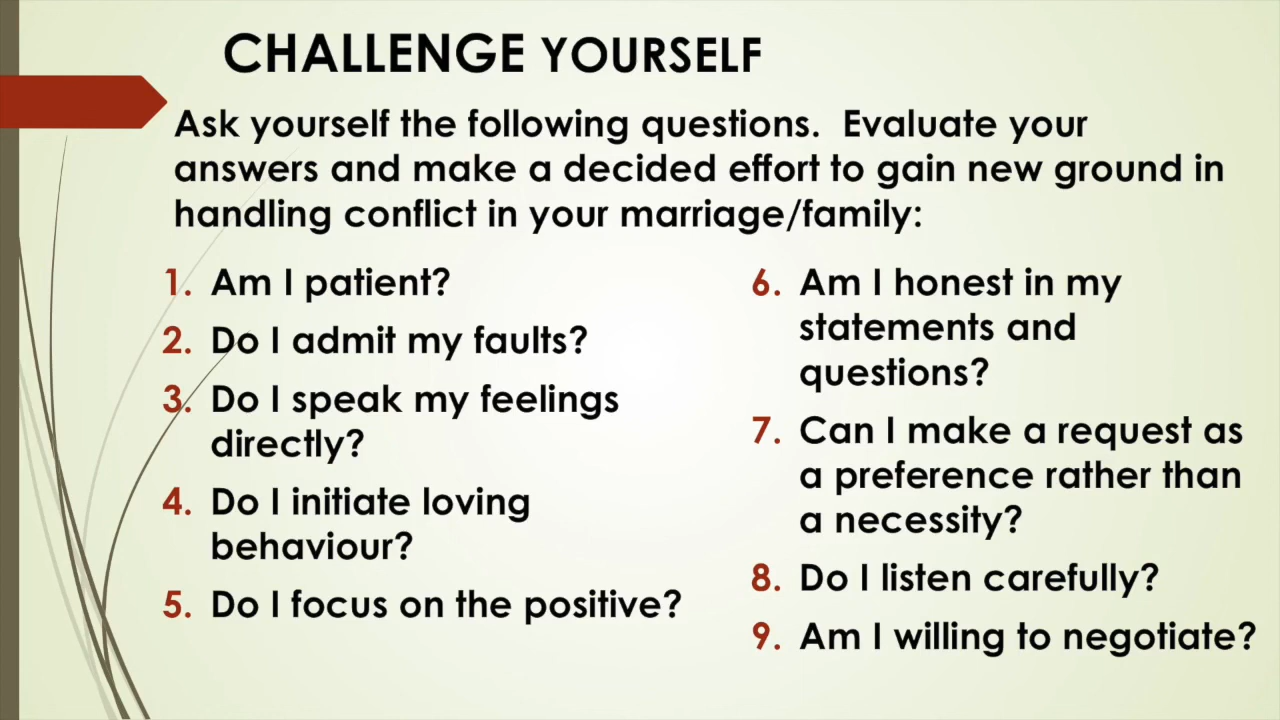 CHALLENGE YOURSELF
Ask yourself the following questions.  Evaluate your
answers and make a decided effort to gain new ground in
handling conflict in your marriage/family:
1. Am I patient?
2. Do I admit my faults?
3. Do I speak my feelings
directly?
4. Do I initiate loving
behaviour?
5. Do I focus on the positive?
6. Am I honest in my
statements and
questions?
7. Can I make a request as
a preference rather than
a necessity?
8. Do I listen carefully?
9. Am I willing to negotiate?